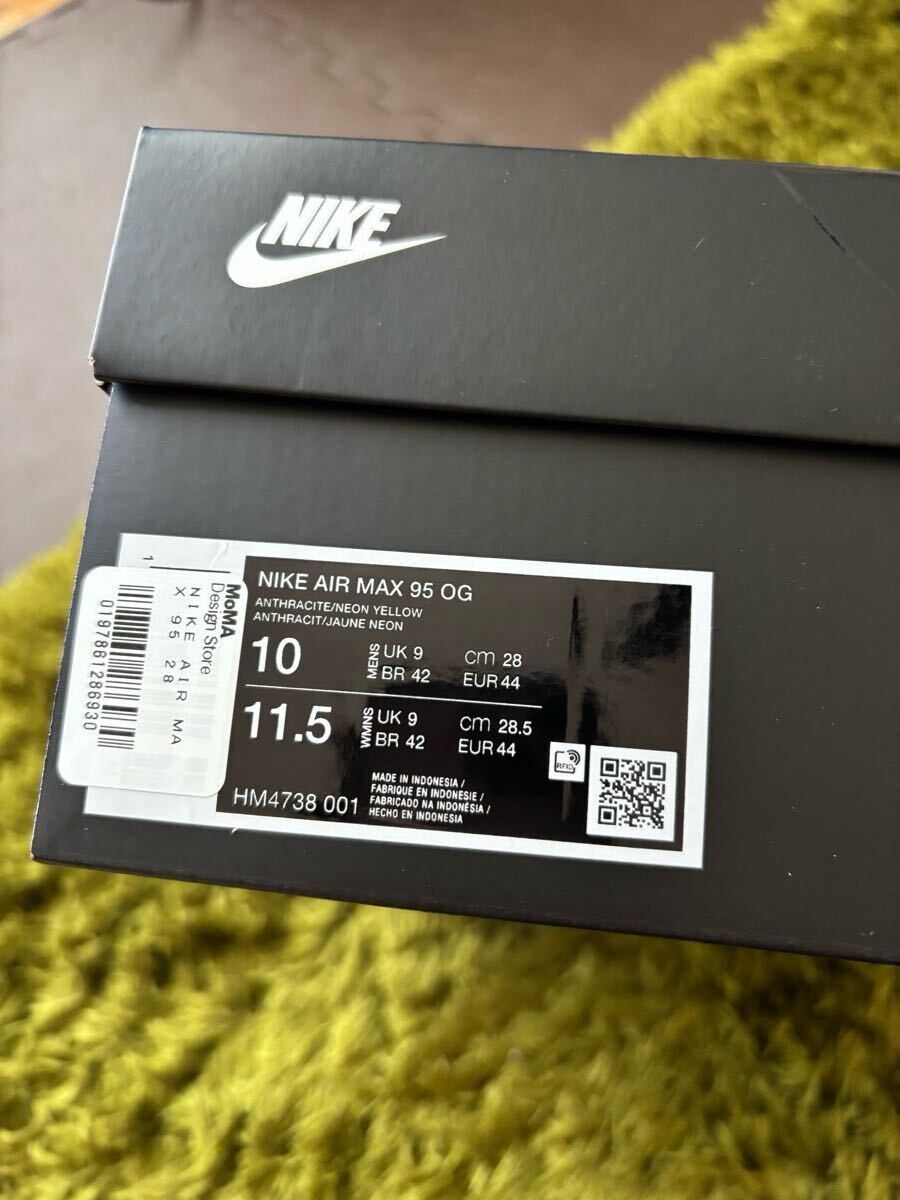 NIKE
1
MoMA
Design Store
NIKE AIR MA
X 95 28
0197861286930
NIKE AIR MAX 95 OG
ANTHRACITE/NEON YELLOW
ANTHRACIT/JAUNE NEON
10 MENS UK 9 cm 28
BR 42 EUR 44
11.5 WMNS UK 9 cm 28.5
BR 42 EUR 44
HM4738 001
MADE IN INDONESIA /
FABRIQUE EN INDONESIE /
FABRICADO NA INDONÉSIA /
HECHO EN INDONESIA
RFID